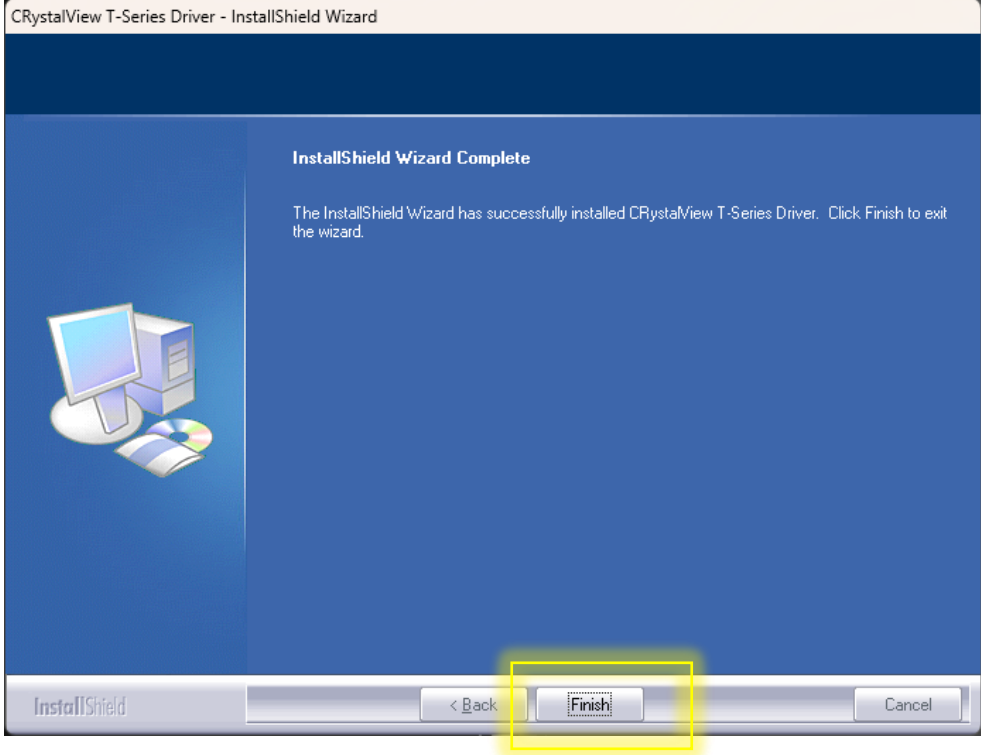 CRystalView T-Series Driver - InstallShield Wizard
InstallShield Wizard Complete
The InstallShield Wizard has successfully installed CRystalView T-Series Driver. Click Finish to exit
the wizard.
InstallShield
< Back
Finish
Cancel